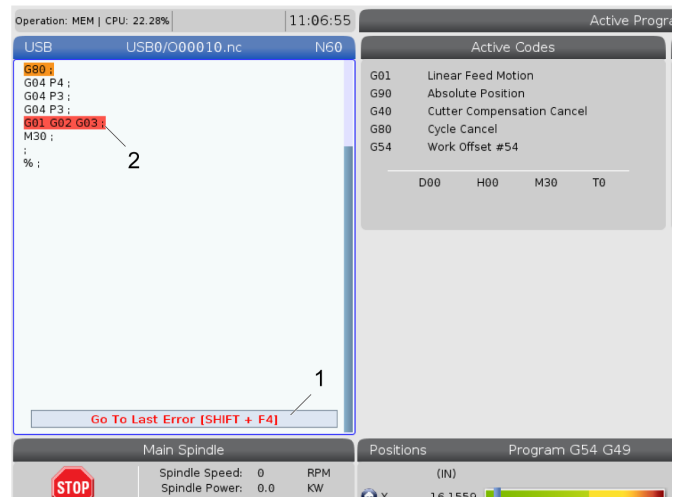 Operation: MEM | CPU: 22.28%
11:06:55
Active Progra
USB USB0/O00010.nc N60
G80 ;
G04 P4 ;
G04 P3 ;
G04 P3 ;
G01 G02 G03 ;
M30 ;
;
% ;
2
1
Go To Last Error [SHIFT + F4]
Active Codes
G01 Linear Feed Motion
G90 Absolute Position
G40 Cutter Compensation Cancel
G80 Cycle Cancel
G54 Work Offset #54
D00 H00 M30 T0
Main Spindle
STOP
Spindle Speed: 0 RPM
Spindle Power: 0.0 KW
Positions Program G54 G49
(IN)
X 16.1559